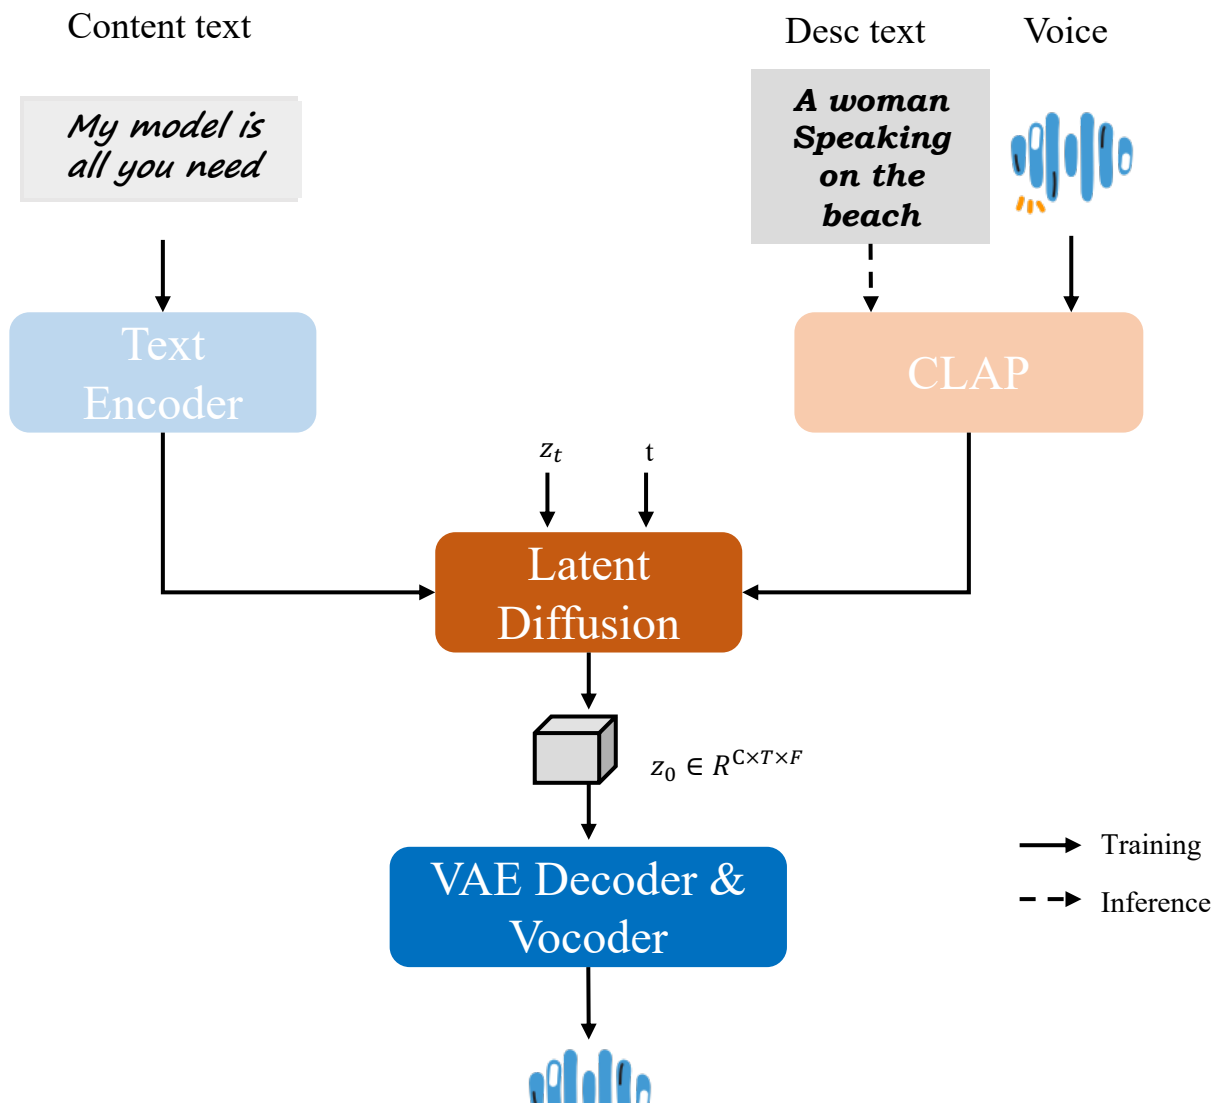 Content text
Desc text
Voice
My model is
all you need
A woman
Speaking
on the
beach
Text
Encoder
CLAP
z_t
t
Latent
Diffusion
z_0 ∈ R^{C×T×F}
VAE Decoder &
Vocoder
Training
Inference